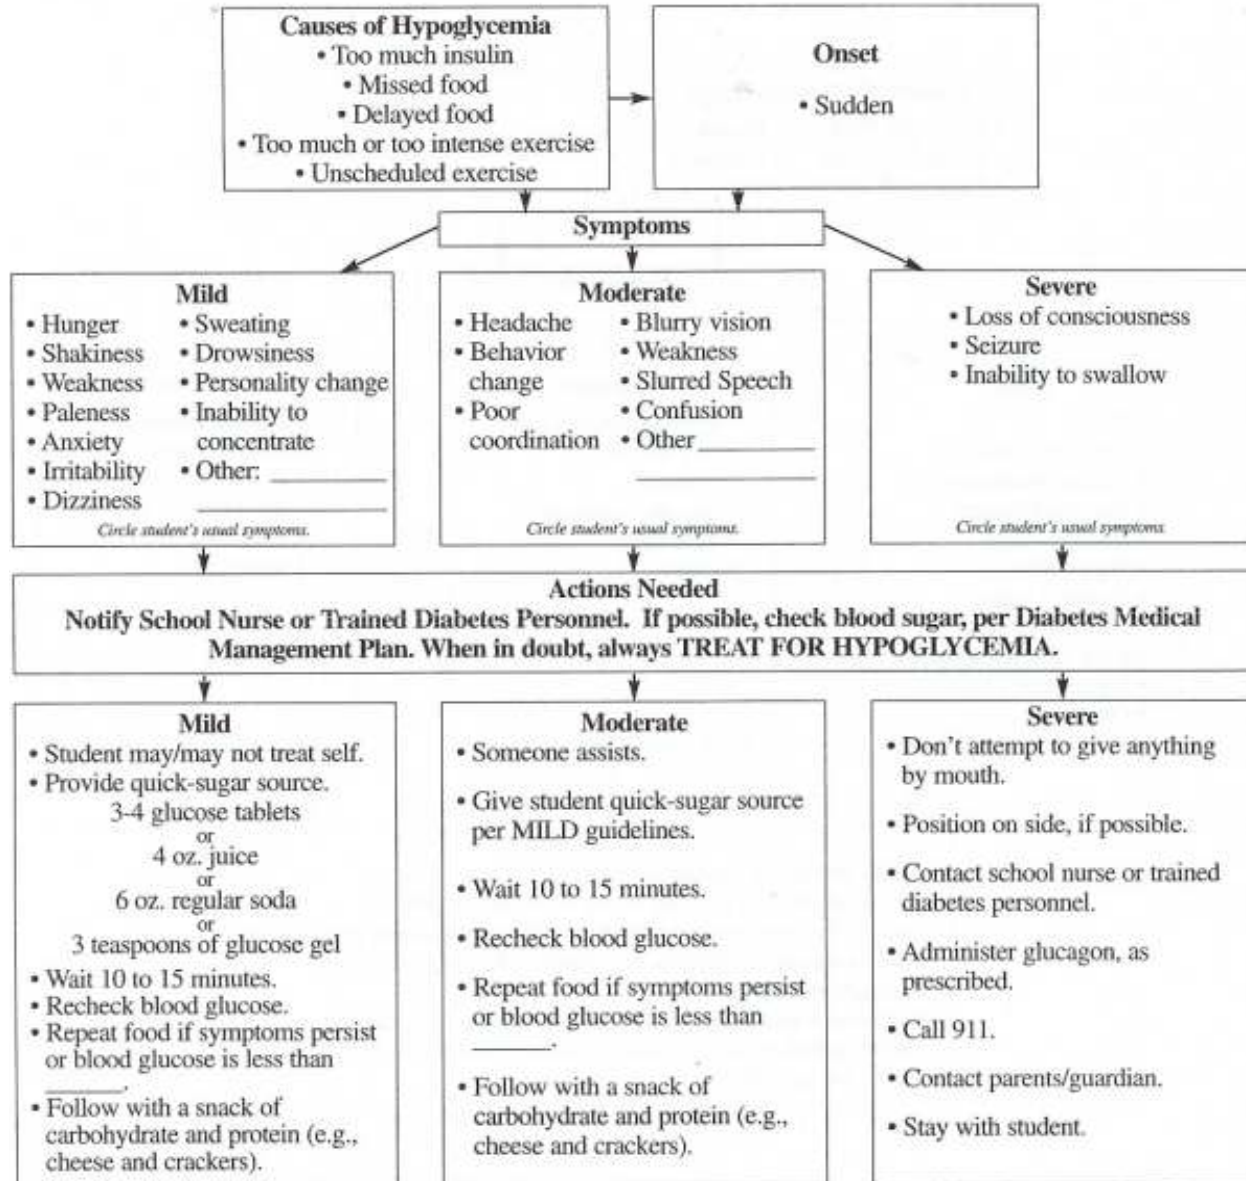 Causes of Hypoglycemia
• Too much insulin
• Missed food
• Delayed food
• Too much or too intense exercise
• Unscheduled exercise
Onset
• Sudden
Symptoms
Mild
• Hunger
• Shakiness
• Weakness
• Paleness
• Anxiety
• Irritability
• Dizziness
• Sweating
• Drowsiness
• Personality change
• Inability to
concentrate
• Other: ________
________
Circle student's usual symptoms.
Moderate
• Headache
• Behavior
change
• Poor
coordination
• Blurry vision
• Weakness
• Slurred Speech
• Confusion
• Other ________
________
Circle student's usual symptoms.
Severe
• Loss of consciousness
• Seizure
• Inability to swallow
Circle student's usual symptoms
Actions Needed
Notify School Nurse or Trained Diabetes Personnel. If possible, check blood sugar, per Diabetes Medical
Management Plan. When in doubt, always TREAT FOR HYPOGLYCEMIA.
Mild
• Student may/may not treat self.
• Provide quick-sugar source.
3-4 glucose tablets
or
4 oz. juice
or
6 oz. regular soda
or
3 teaspoons of glucose gel
• Wait 10 to 15 minutes.
• Recheck blood glucose.
• Repeat food if symptoms persist
or blood glucose is less than
______.
• Follow with a snack of
carbohydrate and protein (e.g.,
cheese and crackers).
Moderate
• Someone assists.
• Give student quick-sugar source
per MILD guidelines.
• Wait 10 to 15 minutes.
• Recheck blood glucose.
• Repeat food if symptoms persist
or blood glucose is less than
______.
• Follow with a snack of
carbohydrate and protein (e.g.,
cheese and crackers).
Severe
• Don't attempt to give anything
by mouth.
• Position on side, if possible.
• Contact school nurse or trained
diabetes personnel.
• Administer glucagon, as
prescribed.
• Call 911.
• Contact parents/guardian.
• Stay with student.